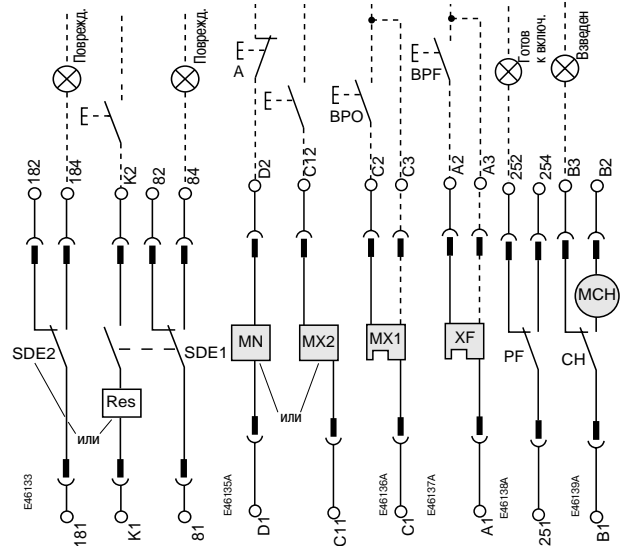 Поврежд.
Поврежд.
A
BPO
BPF
Готов
к включ.
Взведен
182
184
K2
82
84
D2
C12
C2
C3
A2
A3
252
254
B3
B2
MCH
SDE2
SDE1
MN
MX2
MX1
XF
PF
CH
Res
или
или
E46133
E46135A
E46136A
E46137A
E46138A
E46139A
181
K1
81
D1
C11
C1
A1
251
B1